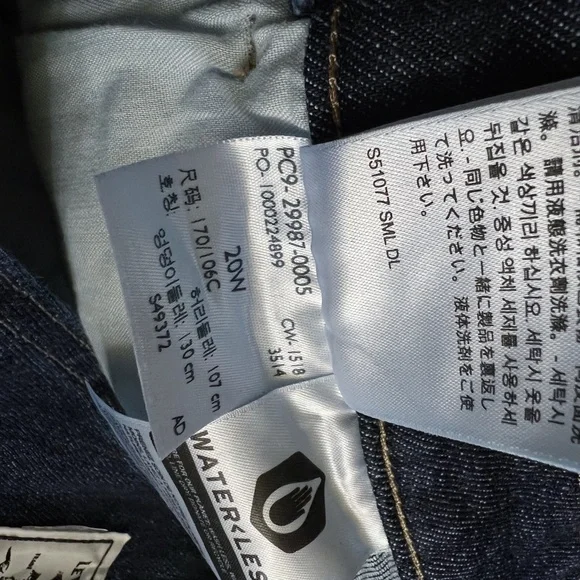 PC9- 29987-0005
PO- 1000224899
CW- 1518
3514
20W
尺码: 170/106C
허리둘레: 107 cm
호칭: 엉덩이둘레: 130 cm
S49372
AD
WATER<LES
S51077 SML DL
滌。請用液態洗衣劑洗滌。- 세탁시
같은 색상끼리 하십시요. 세탁시 옷을
뒤집을 것 중성 액체 세제를 사용하세
요 - 同じ色物と一緒に製品を裏返し
て洗ってください。 液体洗剤をご使
用下さい。